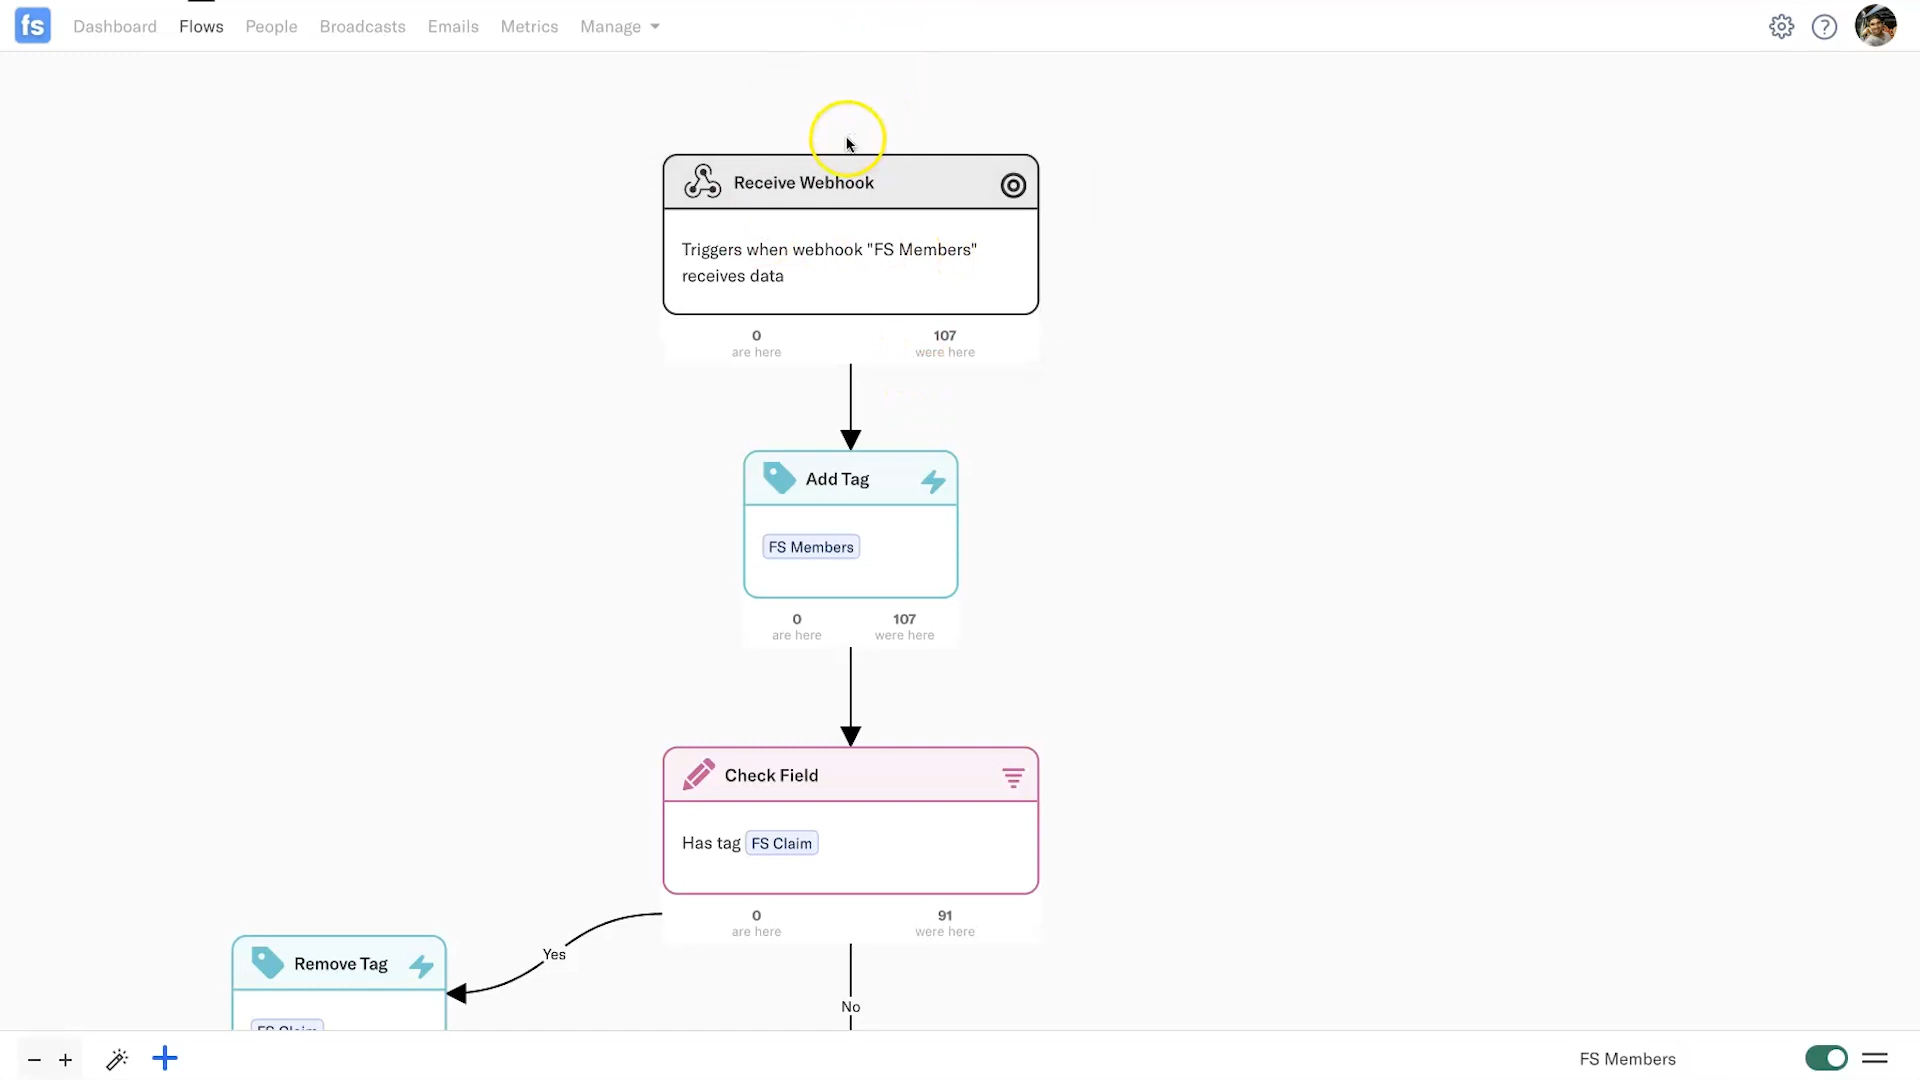 fs Dashboard Flows People Broadcasts Emails Metrics Manage
Receive Webhook
Triggers when webhook "FS Members"
receives data
0 107
are here were here
Add Tag
FS Members
0 107
are here were here
Check Field
Has tag FS Claim
0 91
are here were here
Yes
Remove Tag
No
FS Claim
FS Members